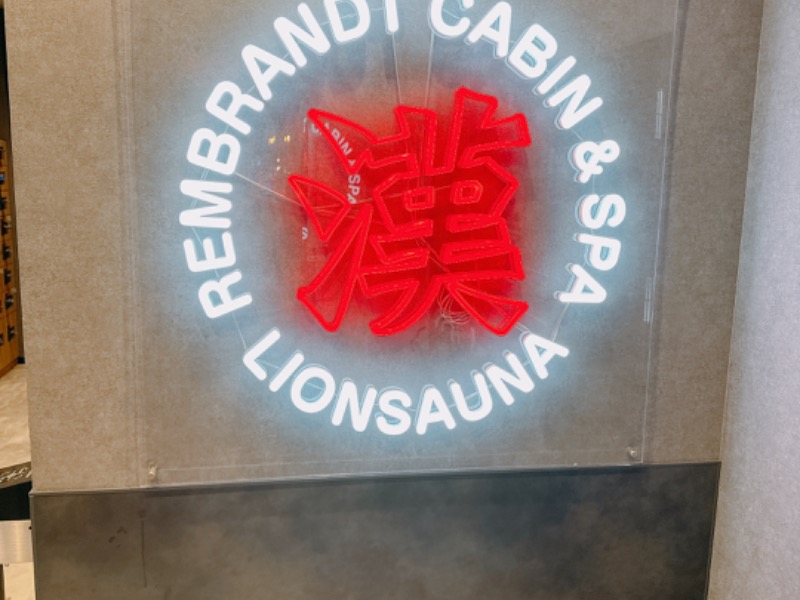 REMBRANDT CABIN & SPA
漢
LIONSAUNA